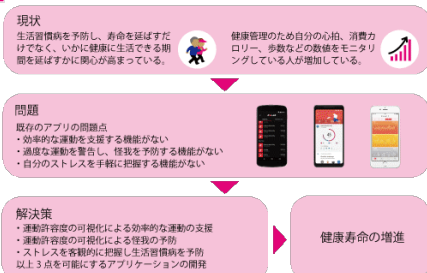 現状
生活習慣病を予防し、寿命を延ばすだ
けでなく、いかに健康に生活できる期
間を延ばすかに関心が高まっている。
健康管理のため自分の心拍、消費カ
ロリー、歩数などの数値をモニタリ
ングしている人が増加している。
問題
既存のアプリの問題点
・効率的な運動を支援する機能がない
・過度な運動を警告し、怪我を予防する機能がない
・自分のストレスを手軽に把握する機能がない
解決策
・運動許容度の可視化による効率的な運動の支援
・運動許容度の可視化による怪我の予防
・ストレスを客観的に把握し生活習慣病を予防
以上3点を可能にするアプリケーションの開発
健康寿命の増進